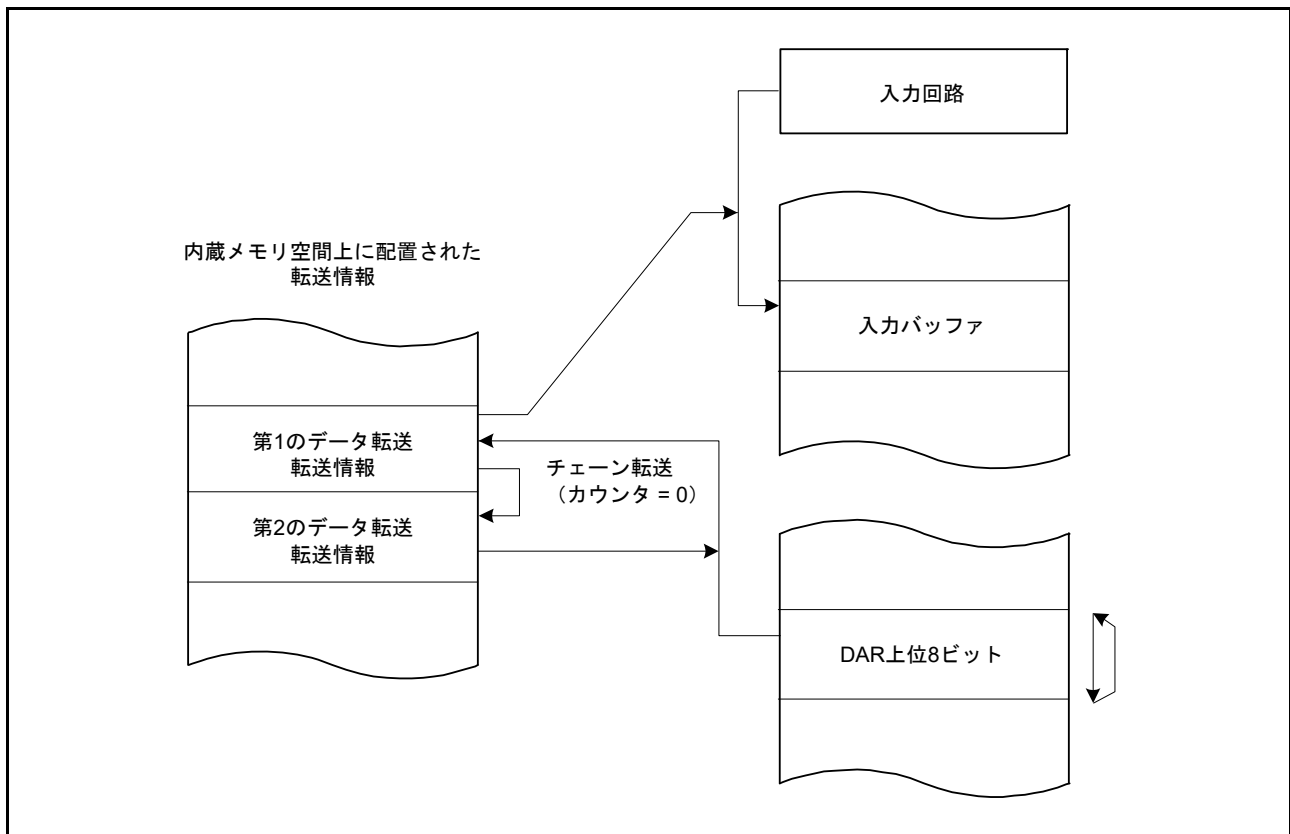 入力回路
内蔵メモリ空間上に配置された
転送情報
入力バッファ
第1のデータ転送
転送情報
チェーン転送
（カウンタ = 0）
第2のデータ転送
転送情報
DAR上位8ビット